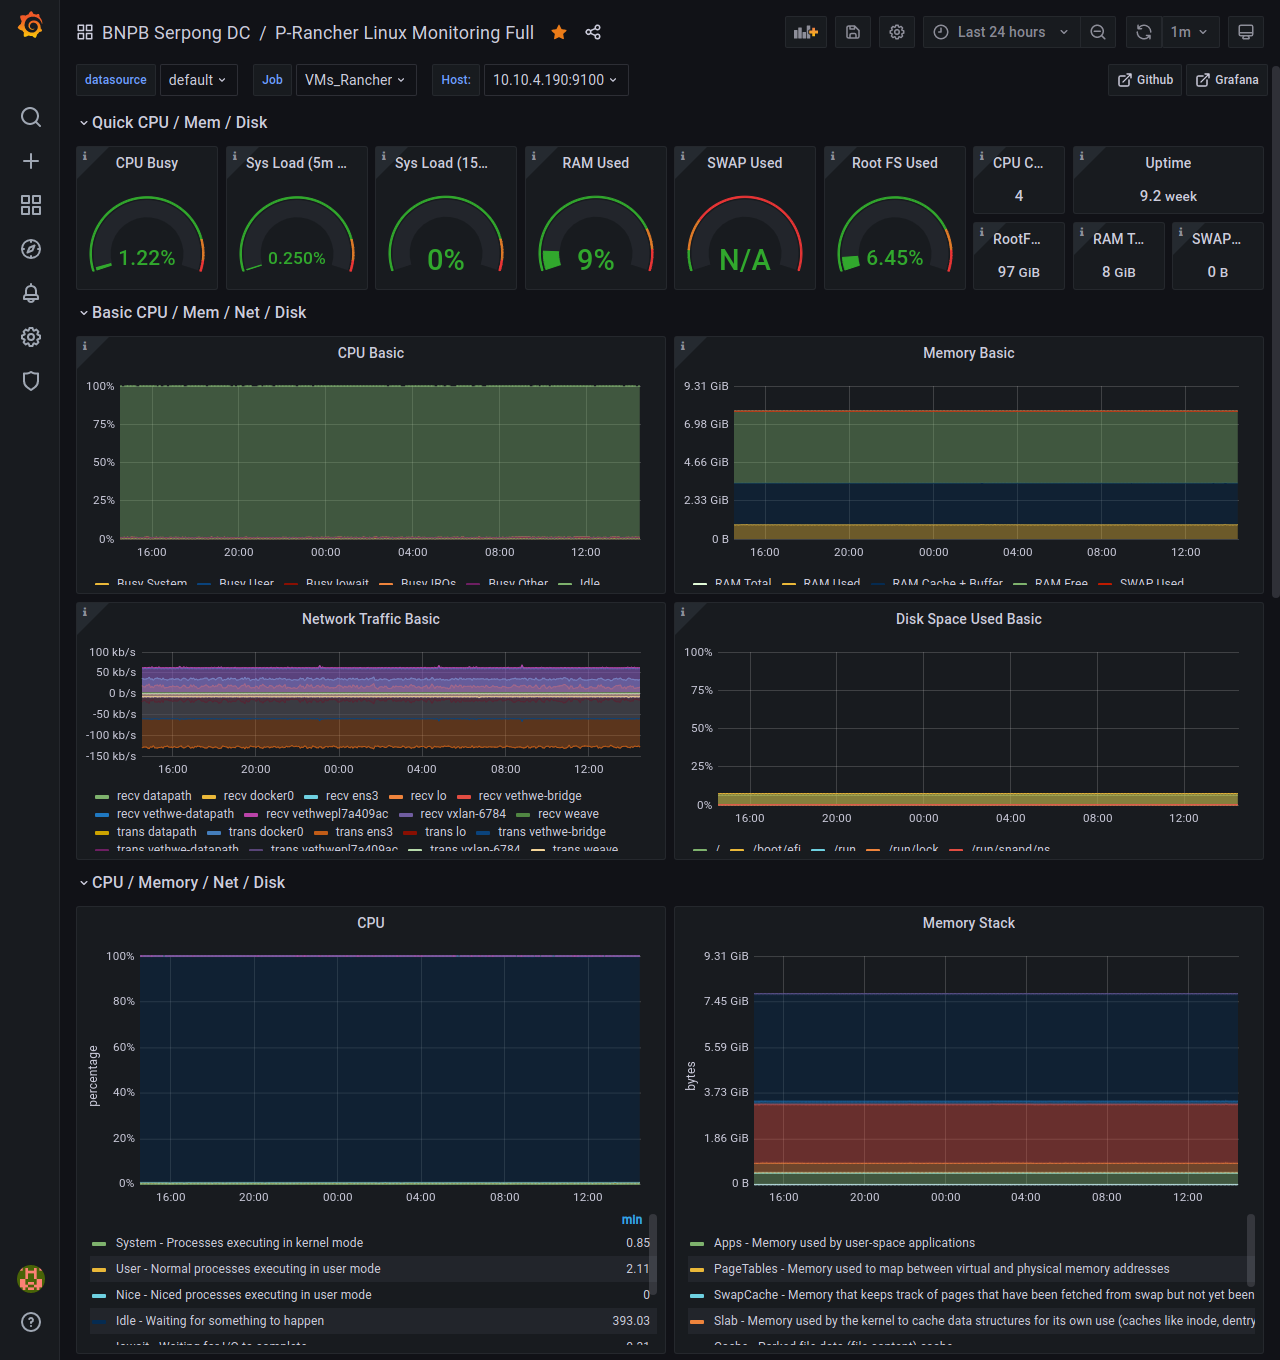 BNPB Serpong DC / P-Rancher Linux Monitoring Full
Last 24 hours
1m
datasource default Job VMs_Rancher Host: 10.10.4.190:9100
Github Grafana
Quick CPU / Mem / Disk
CPU Busy
1.22%
Sys Load (5m ...
0.250%
Sys Load (15...
0%
RAM Used
9%
SWAP Used
N/A
Root FS Used
6.45%
CPU C...
4
Uptime
9.2 week
RootF...
97 GiB
RAM T...
8 GiB
SWAP...
0 B
Basic CPU / Mem / Net / Disk
CPU Basic
100%
75%
50%
25%
0%
16:00 20:00 00:00 04:00 08:00 12:00
Busy System Busy User Busy Iowait Busy IRQs Busy Other Idle
Memory Basic
9.31 GiB
6.98 GiB
4.66 GiB
2.33 GiB
0 B
16:00 20:00 00:00 04:00 08:00 12:00
RAM Total RAM Used RAM Cache + Buffer RAM Free SWAP Used
Network Traffic Basic
100 kb/s
50 kb/s
0 b/s
-50 kb/s
-100 kb/s
-150 kb/s
16:00 20:00 00:00 04:00 08:00 12:00
recv datapath recv docker0 recv ens3 recv lo recv vethwe-bridge
recv vethwe-datapath recv vethwepl7a409ac recv vxlan-6784 recv weave
trans datapath trans docker0 trans ens3 trans lo trans vethwe-bridge
trans vethwe-datapath trans vethwepl7a409ac trans vxlan-6784 trans weave
Disk Space Used Basic
100%
75%
50%
25%
0%
16:00 20:00 00:00 04:00 08:00 12:00
/ /boot/efi /run /run/lock /run/snapd/ns
CPU / Memory / Net / Disk
CPU
percentage
100%
80%
60%
40%
20%
0%
16:00 20:00 00:00 04:00 08:00 12:00
min
System - Processes executing in kernel mode 0.85
User - Normal processes executing in user mode 2.11
Nice - Niced processes executing in user mode 0
Idle - Waiting for something to happen 393.03
Iowait - Waiting for I/O to complete 0.21
Memory Stack
bytes
9.31 GiB
7.45 GiB
5.59 GiB
3.73 GiB
1.86 GiB
0 B
16:00 20:00 00:00 04:00 08:00 12:00
Apps - Memory used by user-space applications
PageTables - Memory used to map between virtual and physical memory addresses
SwapCache - Memory that keeps track of pages that have been fetched from swap but not yet been
Slab - Memory used by the kernel to cache data structures for its own use (caches like inode, dentry
Cache - Parked file data (file content) cache